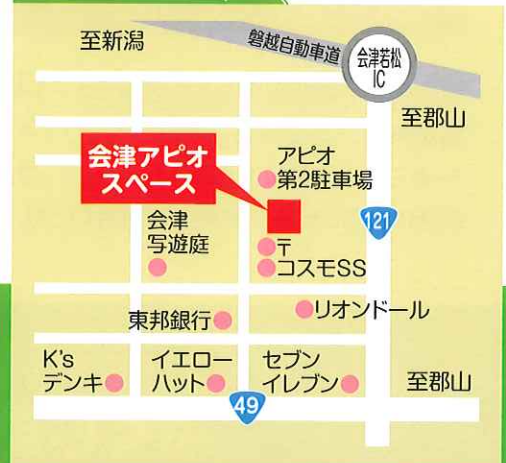 至新潟
磐越自動車道
会津若松
IC
至郡山
会津アピオ
スペース
アピオ
第2駐車場
121
会津
写遊庭
〒
コスモSS
リオンドール
東邦銀行
K's
デンキ
イエロー
ハット
セブン
イレブン
至郡山
49